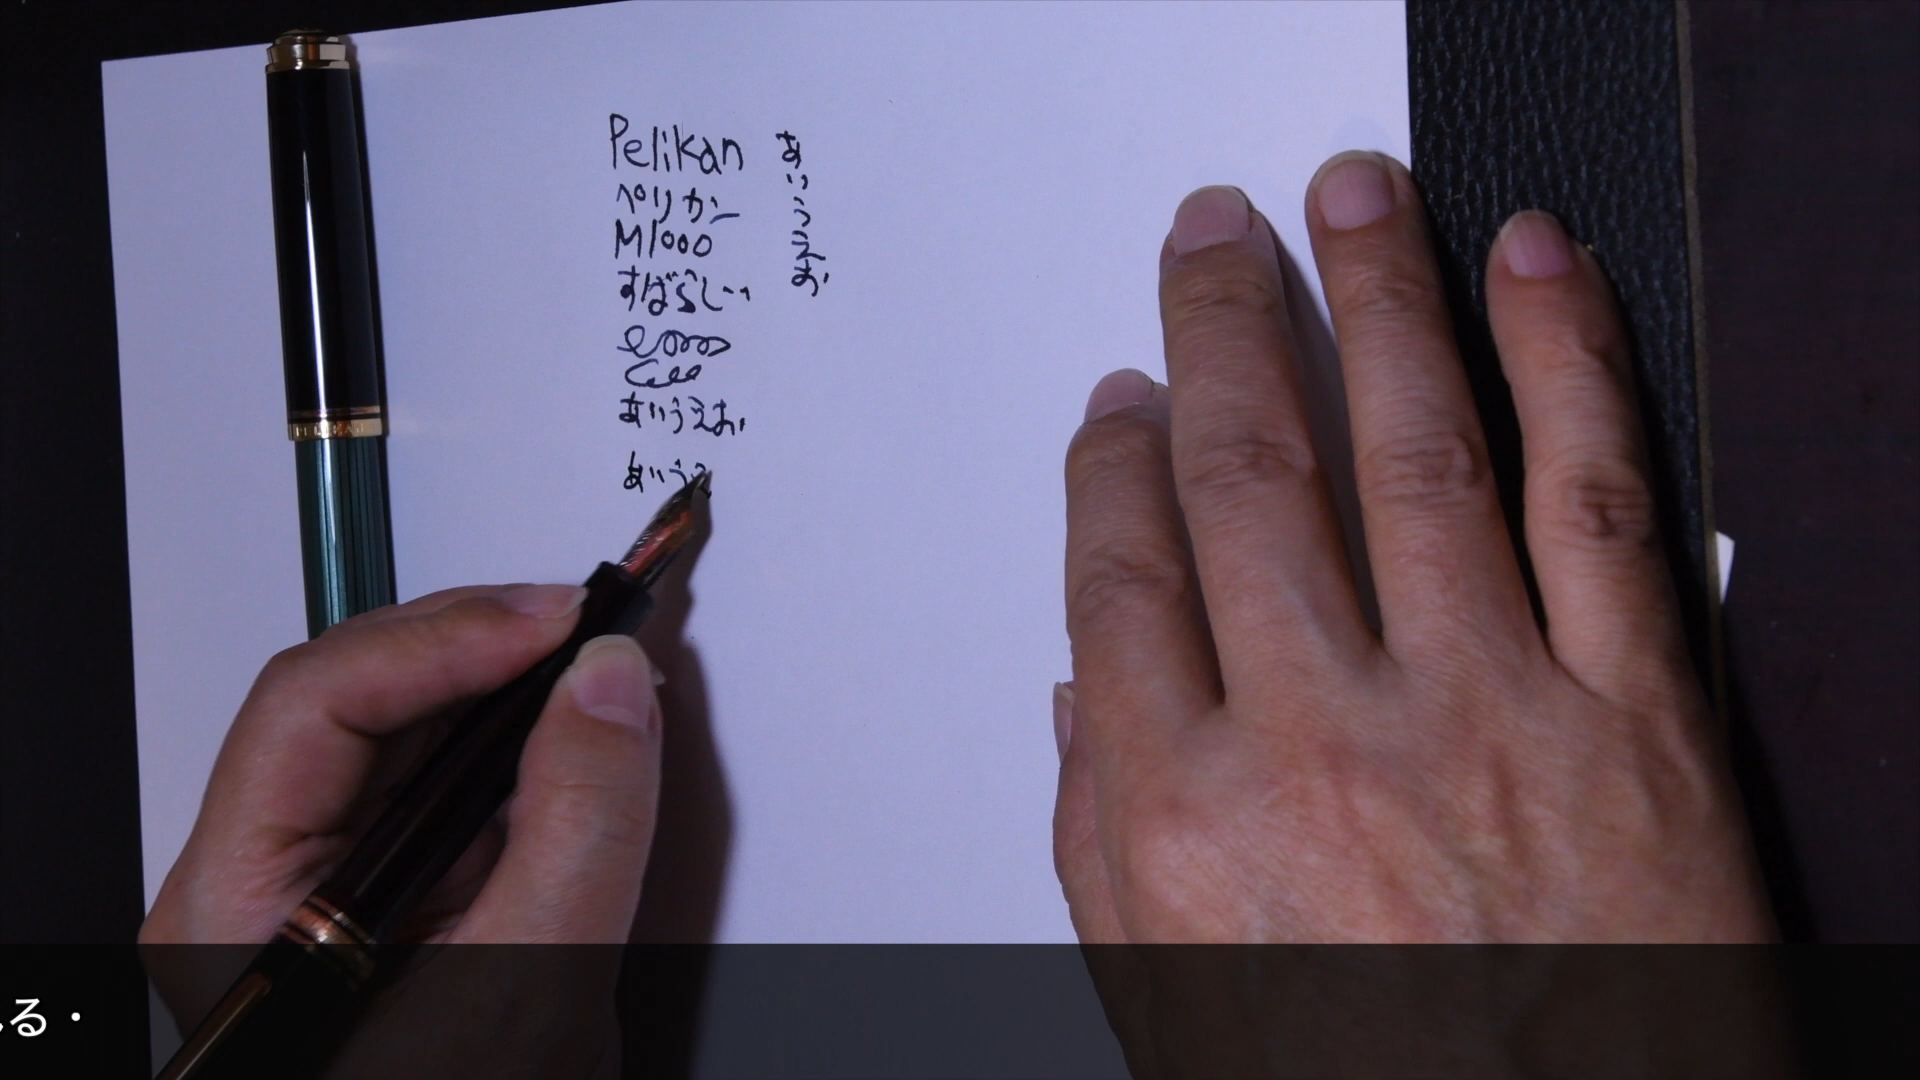 Pelikan
ペリカン
M1000
すばらしい
あいうえお
あいうえ
あいうえお
PELIKAN
る・